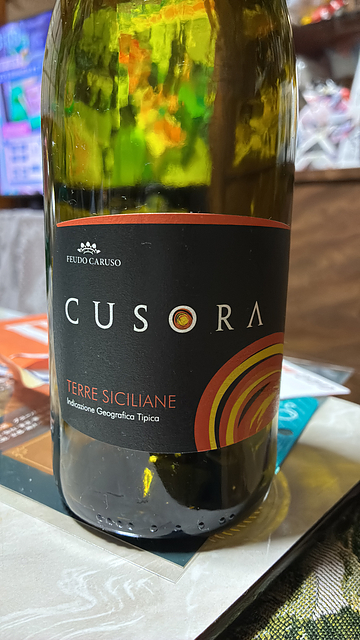 FEUDO CARUSO
CUSORA
TERRE SICILIANE
Indicazione Geografica Tipica